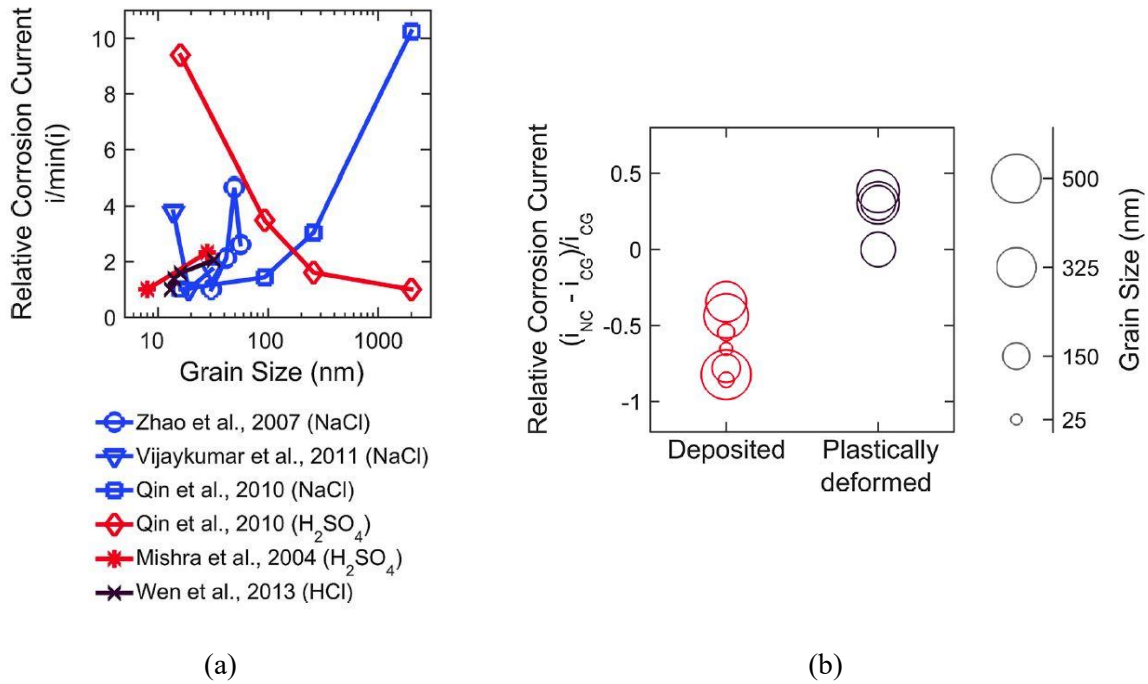 Relative Corrosion Current
i/min(i)
10
8
6
4
2
0
10
100
1000
Grain Size (nm)
Zhao et al., 2007 (NaCl)
Vijaykumar et al., 2011 (NaCl)
Qin et al., 2010 (NaCl)
Qin et al., 2010 (H₂SO₄)
Mishra et al., 2004 (H₂SO₄)
Wen et al., 2013 (HCl)
(a)
Relative Corrosion Current
(i_NC - i_CG)/i_CG
0.5
0
-0.5
-1
Deposited
Plastically
deformed
500
325
150
25
Grain Size (nm)
(b)